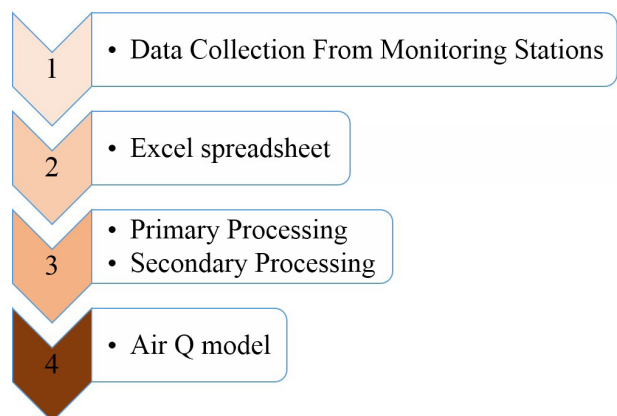 1
• Data Collection From Monitoring Stations
2
• Excel spreadsheet
3
• Primary Processing
• Secondary Processing
4
• Air Q model